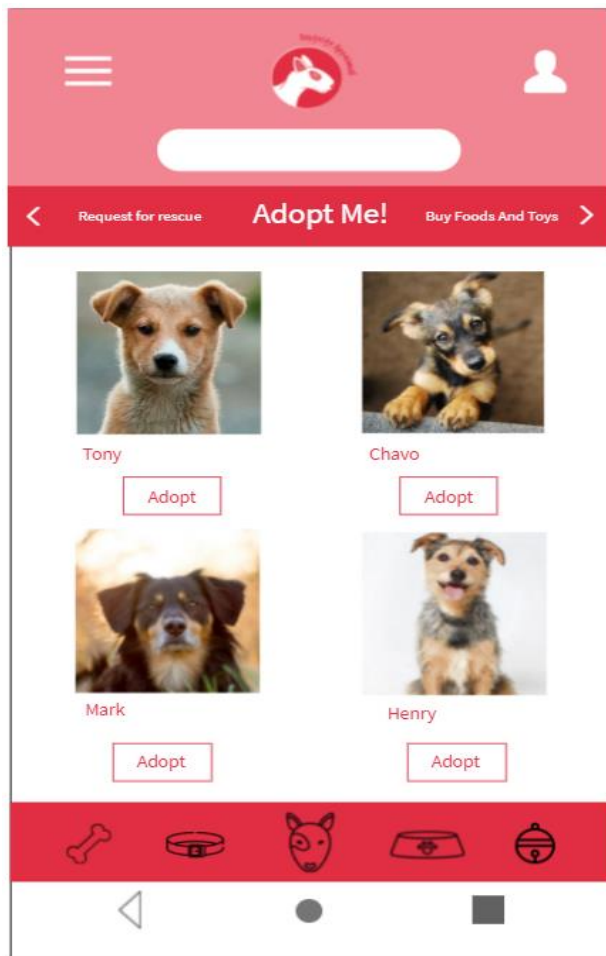 Request for rescue
Adopt Me!
Buy Foods And Toys
Tony
Chavo
Adopt
Adopt
Mark
Henry
Adopt
Adopt